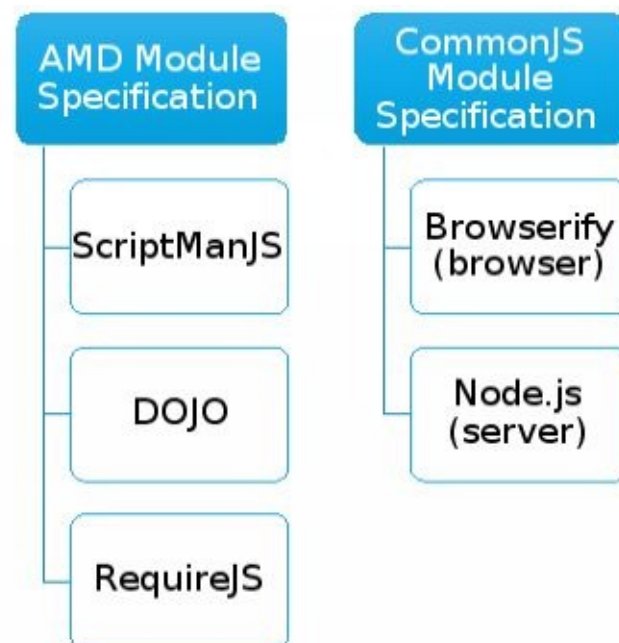 AMD Module
Specification
ScriptManJS
DOJO
RequireJS
CommonJS
Module
Specification
Browserify
(browser)
Node.js
(server)